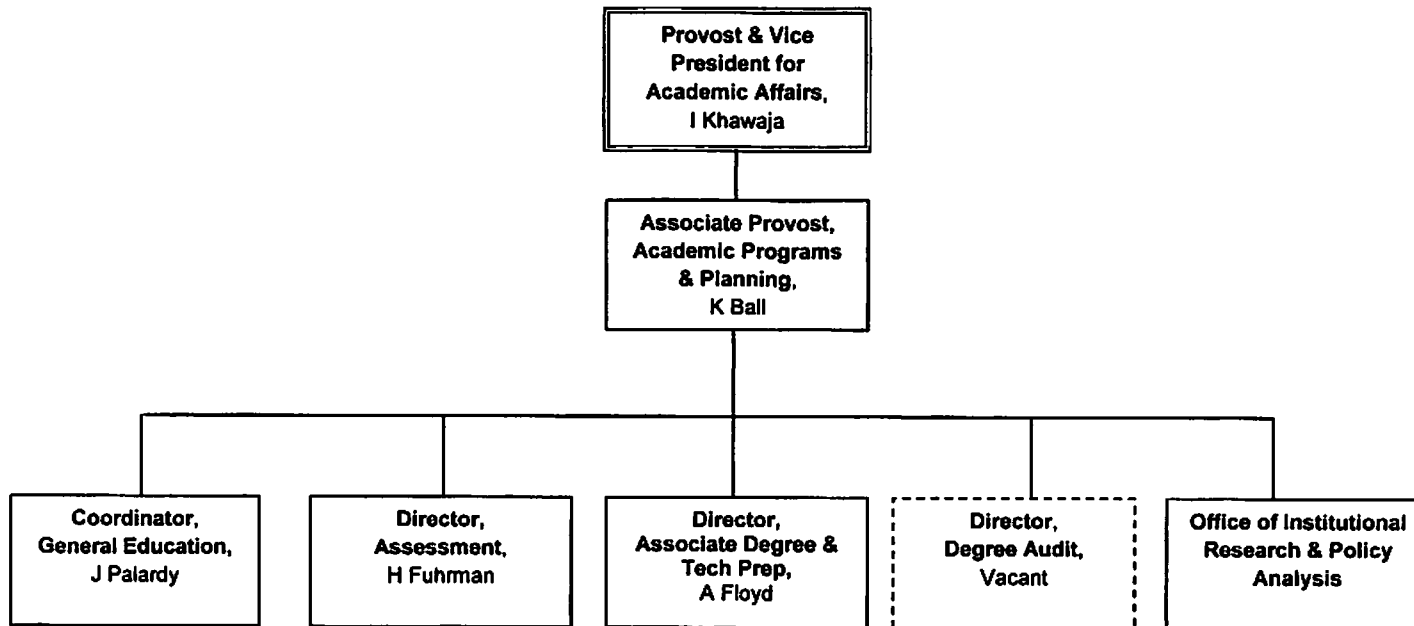 Provost & Vice
President for
Academic Affairs,
I Khawaja
Associate Provost,
Academic Programs
& Planning,
K Ball
Coordinator,
General Education,
J Palardy
Director,
Assessment,
H Fuhrman
Director,
Associate Degree &
Tech Prep,
A Floyd
Director,
Degree Audit,
Vacant
Office of Institutional
Research & Policy
Analysis